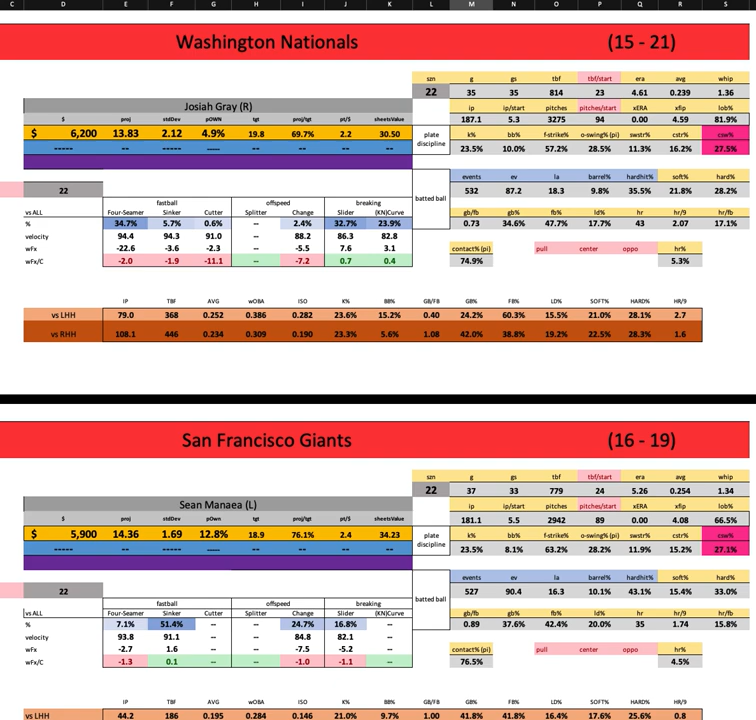 C D E F G H I J K L M N O P Q R S
Washington Nationals (15 - 21)
szn g gs tbf tbf/start era avg whip
22 35 35 814 23 4.61 0.239 1.36
Josiah Gray (R) ip ip/start pitches pitches/start xERA xfip lob%
187.1 5.3 3275 94 0.00 4.59 81.9%
$ proj stdDev pOWN tgt proj/tgt pt/$ sheetsValue
$ 6,200 13.83 2.12 4.9% 19.8 69.7% 2.2 30.50
plate discipline k% bb% f-strike% o-swing% (pi) swstr% cstr% csw%
----- -- -- ---- -- -- -- -- 23.5% 10.0% 57.2% 28.5% 11.3% 16.2% 27.5%
events ev la barrel% hardhit% soft% hard%
22 532 87.2 18.3 9.8% 35.5% 21.8% 28.2%
fastball offspeed breaking batted ball
vs ALL Four-Seamer Sinker Cutter Splitter Change Slider (KN)Curve gb/fb gb% fb% ld% hr hr/9 hr/fb
% 34.7% 5.7% 0.6% -- 2.4% 32.7% 23.9% 0.73 34.6% 47.7% 17.7% 43 2.07 17.1%
velocity 94.4 94.3 91.0 -- 88.2 86.3 82.8
wFx -22.6 -3.6 -2.3 -- -5.5 7.6 3.1 contact% (pi) pull center oppo hr%
wFx/C -2.0 -1.9 -11.1 -- -7.2 0.7 0.4 74.9% 5.3%
IP TBF AVG wOBA ISO K% BB% GB/FB GB% FB% LD% SOFT% HARD% HR/9
vs LHH 79.0 368 0.252 0.386 0.282 23.6% 15.2% 0.40 24.2% 60.3% 15.5% 21.0% 28.1% 2.7
vs RHH 108.1 446 0.234 0.309 0.190 23.3% 5.6% 1.08 42.0% 38.8% 19.2% 22.5% 28.3% 1.6
San Francisco Giants (16 - 19)
szn g gs tbf tbf/start era avg whip
22 37 33 779 24 5.26 0.254 1.34
Sean Manaea (L) ip ip/start pitches pitches/start xERA xfip lob%
181.1 5.5 2942 89 0.00 4.08 66.5%
$ proj stdDev pOwn tgt proj/tgt pt/$ sheetsValue
$ 5,900 14.36 1.69 12.8% 18.9 76.1% 2.4 34.23
plate discipline k% bb% f-strike% o-swing% (pi) swstr% cstr% csw%
----- -- -- ---- -- -- -- -- 23.5% 8.1% 63.2% 28.2% 11.9% 15.2% 27.1%
events ev la barrel% hardhit% soft% hard%
22 527 90.4 16.3 10.1% 43.1% 15.4% 33.0%
fastball offspeed breaking batted ball
vs ALL Four-Seamer Sinker Cutter Splitter Change Slider (KN)Curve gb/fb gb% fb% ld% hr hr/9 hr/fb
% 7.1% 51.4% -- -- 24.7% 16.8% -- 0.89 37.6% 42.4% 20.0% 35 1.74 15.8%
velocity 93.8 91.1 -- -- 84.8 82.1 --
wFx -2.7 1.6 -- -- -7.5 -5.2 -- contact% (pi) pull center oppo hr%
wFx/C -1.3 0.1 -- -- -1.0 -1.1 -- 76.5% 4.5%
IP TBF AVG wOBA ISO K% BB% GB/FB GB% FB% LD% SOFT% HARD% HR/9
vs LHH 44.2 186 0.195 0.284 0.146 21.0% 9.7% 1.00 41.8% 41.8% 16.4% 17.6% 25.6% 0.8